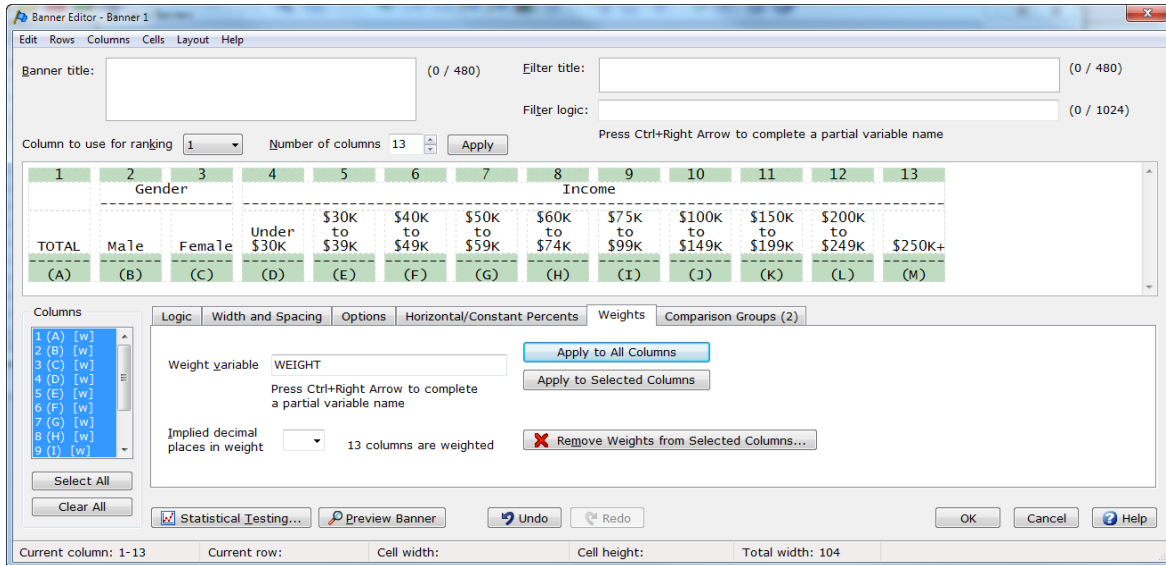 Banner Editor - Banner 1
Edit Rows Columns Cells Layout Help
Banner title: (0 / 480) Filter title: (0 / 480)
Filter logic: (0 / 1024)
Press Ctrl+Right Arrow to complete a partial variable name
Column to use for ranking 1 Number of columns 13 Apply
1 2 3 4 5 6 7 8 9 10 11 12 13
Gender Income
$30K $40K $50K $60K $75K $100K $150K $200K
Under to to to to to to to to
TOTAL Male Female $30K $39K $49K $59K $74K $99K $149K $199K $249K $250K+
(A) (B) (C) (D) (E) (F) (G) (H) (I) (J) (K) (L) (M)
Columns
1 (A) [w]
2 (B) [w]
3 (C) [w]
4 (D) [w]
5 (E) [w]
6 (F) [w]
7 (G) [w]
8 (H) [w]
9 (I) [w]
Select All
Clear All
Logic Width and Spacing Options Horizontal/Constant Percents Weights Comparison Groups (2)
Weight variable WEIGHT Apply to All Columns
Press Ctrl+Right Arrow to complete
a partial variable name
Apply to Selected Columns
Implied decimal
places in weight
13 columns are weighted Remove Weights from Selected Columns...
Statistical Testing... Preview Banner Undo Redo OK Cancel Help
Current column: 1-13 Current row: Cell width: Cell height: Total width: 104